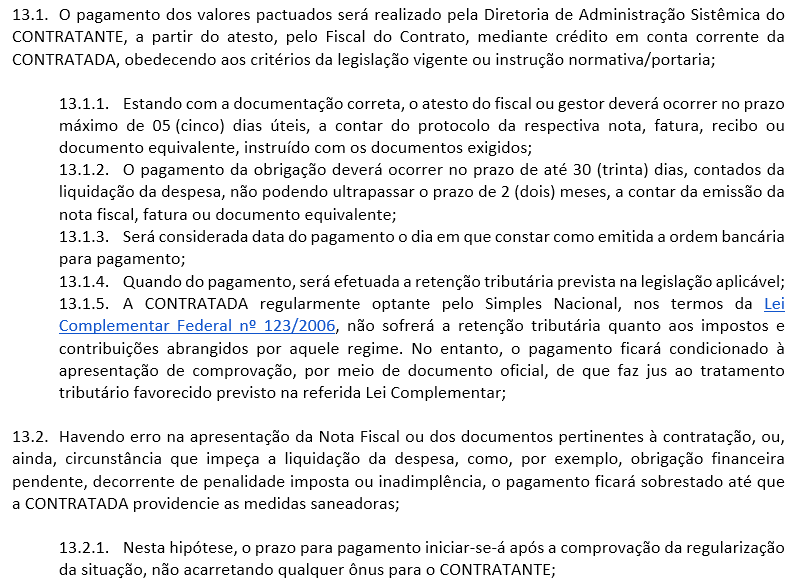 13.1. O pagamento dos valores pactuados será realizado pela Diretoria de Administração Sistêmica do
CONTRATANTE, a partir do atesto, pelo Fiscal do Contrato, mediante crédito em conta corrente da
CONTRATADA, obedecendo aos critérios da legislação vigente ou instrução normativa/portaria;
13.1.1. Estando com a documentação correta, o atesto do fiscal ou gestor deverá ocorrer no prazo
máximo de 05 (cinco) dias úteis, a contar do protocolo da respectiva nota, fatura, recibo ou
documento equivalente, instruído com os documentos exigidos;
13.1.2. O pagamento da obrigação deverá ocorrer no prazo de até 30 (trinta) dias, contados da
liquidação da despesa, não podendo ultrapassar o prazo de 2 (dois) meses, a contar da emissão da
nota fiscal, fatura ou documento equivalente;
13.1.3. Será considerada data do pagamento o dia em que constar como emitida a ordem bancária
para pagamento;
13.1.4. Quando do pagamento, será efetuada a retenção tributária prevista na legislação aplicável;
13.1.5. A CONTRATADA regularmente optante pelo Simples Nacional, nos termos da Lei
Complementar Federal nº 123/2006, não sofrerá a retenção tributária quanto aos impostos e
contribuições abrangidos por aquele regime. No entanto, o pagamento ficará condicionado à
apresentação de comprovação, por meio de documento oficial, de que faz jus ao tratamento
tributário favorecido previsto na referida Lei Complementar;
13.2. Havendo erro na apresentação da Nota Fiscal ou dos documentos pertinentes à contratação, ou,
ainda, circunstância que impeça a liquidação da despesa, como, por exemplo, obrigação financeira
pendente, decorrente de penalidade imposta ou inadimplência, o pagamento ficará sobrestado até que
a CONTRATADA providencie as medidas saneadoras;
13.2.1. Nesta hipótese, o prazo para pagamento iniciar-se-á após a comprovação da regularização
da situação, não acarretando qualquer ônus para o CONTRATANTE;